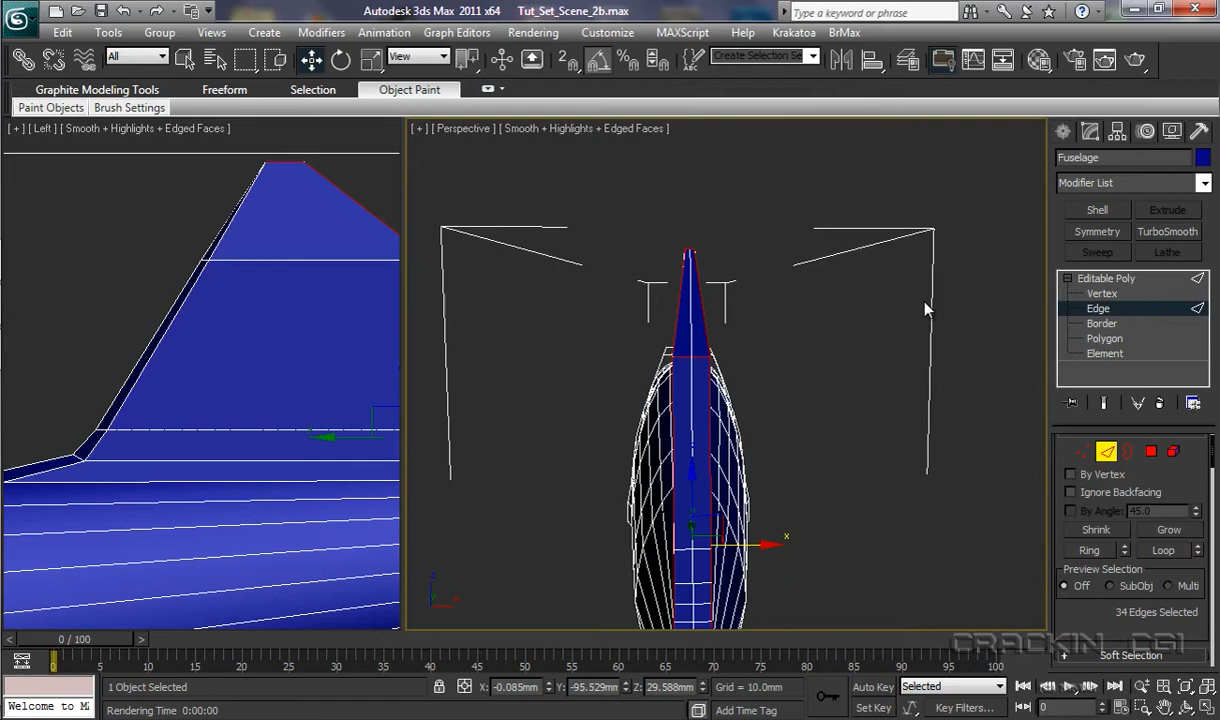 Autodesk 3ds Max 2011 x64    Tut_Set_Scene_2b.max
Type a keyword or phrase
Edit Tools Group Views Create Modifiers Animation Graph Editors Rendering Customize MAXScript Help Krakatoa BrMax
All View Create Selection Se
Graphite Modeling Tools Freeform Selection Object Paint
Paint Objects Brush Settings
[ + ] [ Left ] [ Smooth + Highlights + Edged Faces ]
[ + ] [ Perspective ] [ Smooth + Highlights + Edged Faces ]
Fuselage
Modifier List
Shell Extrude
Symmetry TurboSmooth
Sweep Lathe
Editable Poly
Vertex
Edge
Border
Polygon
Element
By Vertex
Ignore Backfacing
By Angle: 45.0
Shrink Grow
Ring Loop
Preview Selection
Off SubObj Multi
34 Edges Selected
Soft Selection
CRACKIN CGI
x
z
x
< 0 / 100 >
0 5 10 15 20 25 30 35 40 45 50 55 60 65 70 75 80 85 90 95 100
1 Object Selected
X: -0.085mm Y: -95.529mm Z: 29.588mm Grid = 10.0mm
Auto Key Selected
Welcome to M
Rendering Time 0:00:00
Add Time Tag
Set Key Key Filters... 0